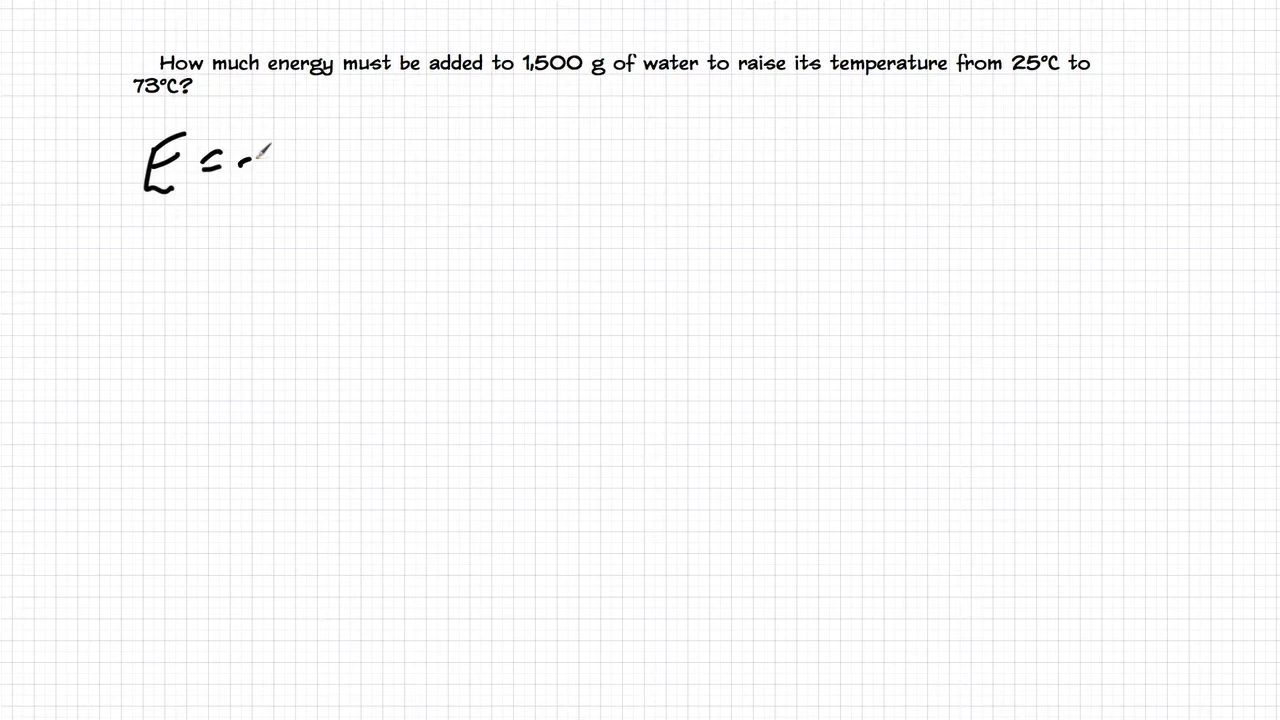 How much energy must be added to 1,500 g of water to raise its temperature from 25°C to
73°C?
E =